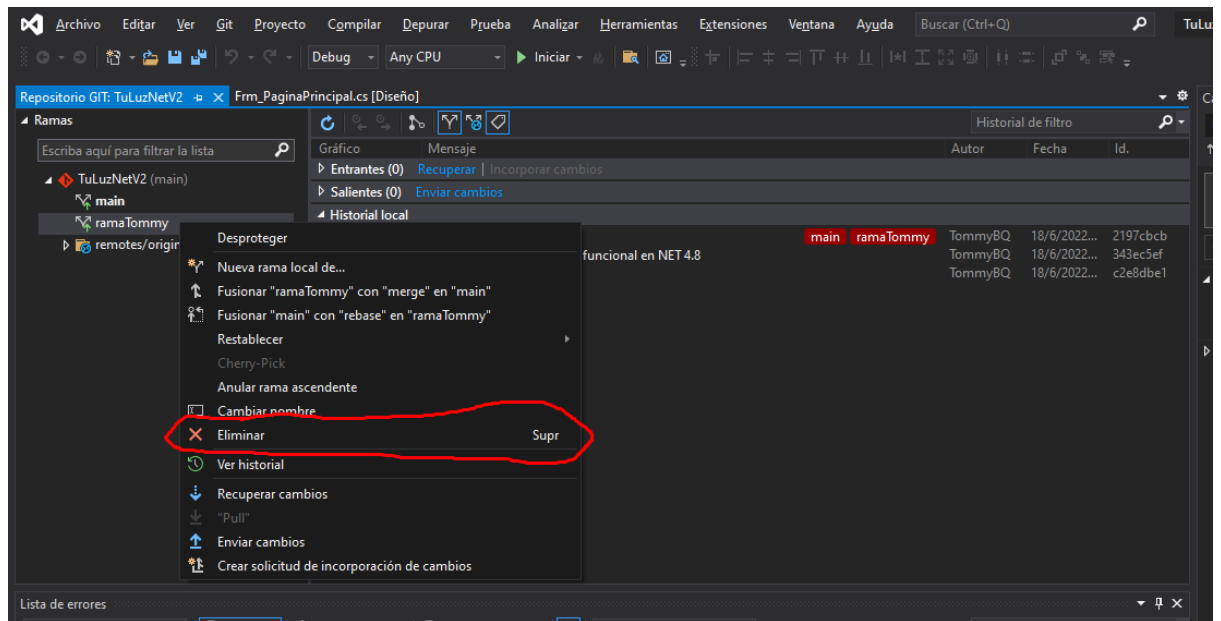 Archivo Editar Ver Git Proyecto Compilar Depurar Prueba Analizar Herramientas Extensiones Ventana Ayuda Buscar (Ctrl+Q) TuLu
Debug Any CPU Iniciar
Repositorio GIT: TuLuzNetV2 Frm_PaginaPrincipal.cs [Diseño]
Ramas
Historial de filtro
Escriba aquí para filtrar la lista
Gráfico Mensaje Autor Fecha Id.
Entrantes (0) Recuperar | Incorporar cambios
TuLuzNetV2 (main)
Salientes (0) Enviar cambios
main
Historial local
ramaTommy
main ramaTommy TommyBQ 18/6/2022... 2197cbcb
remotes/origin
funcional en NET 4.8 TommyBQ 18/6/2022... 343ec5ef
TommyBQ 18/6/2022... c2e8dbe1
Desproteger
Nueva rama local de...
Fusionar "ramaTommy" con "merge" en "main"
Fusionar "main" con "rebase" en "ramaTommy"
Restablecer
Cherry-Pick
Anular rama ascendente
Cambiar nombre
Eliminar Supr
Ver historial
Recuperar cambios
"Pull"
Enviar cambios
Crear solicitud de incorporación de cambios
Lista de errores